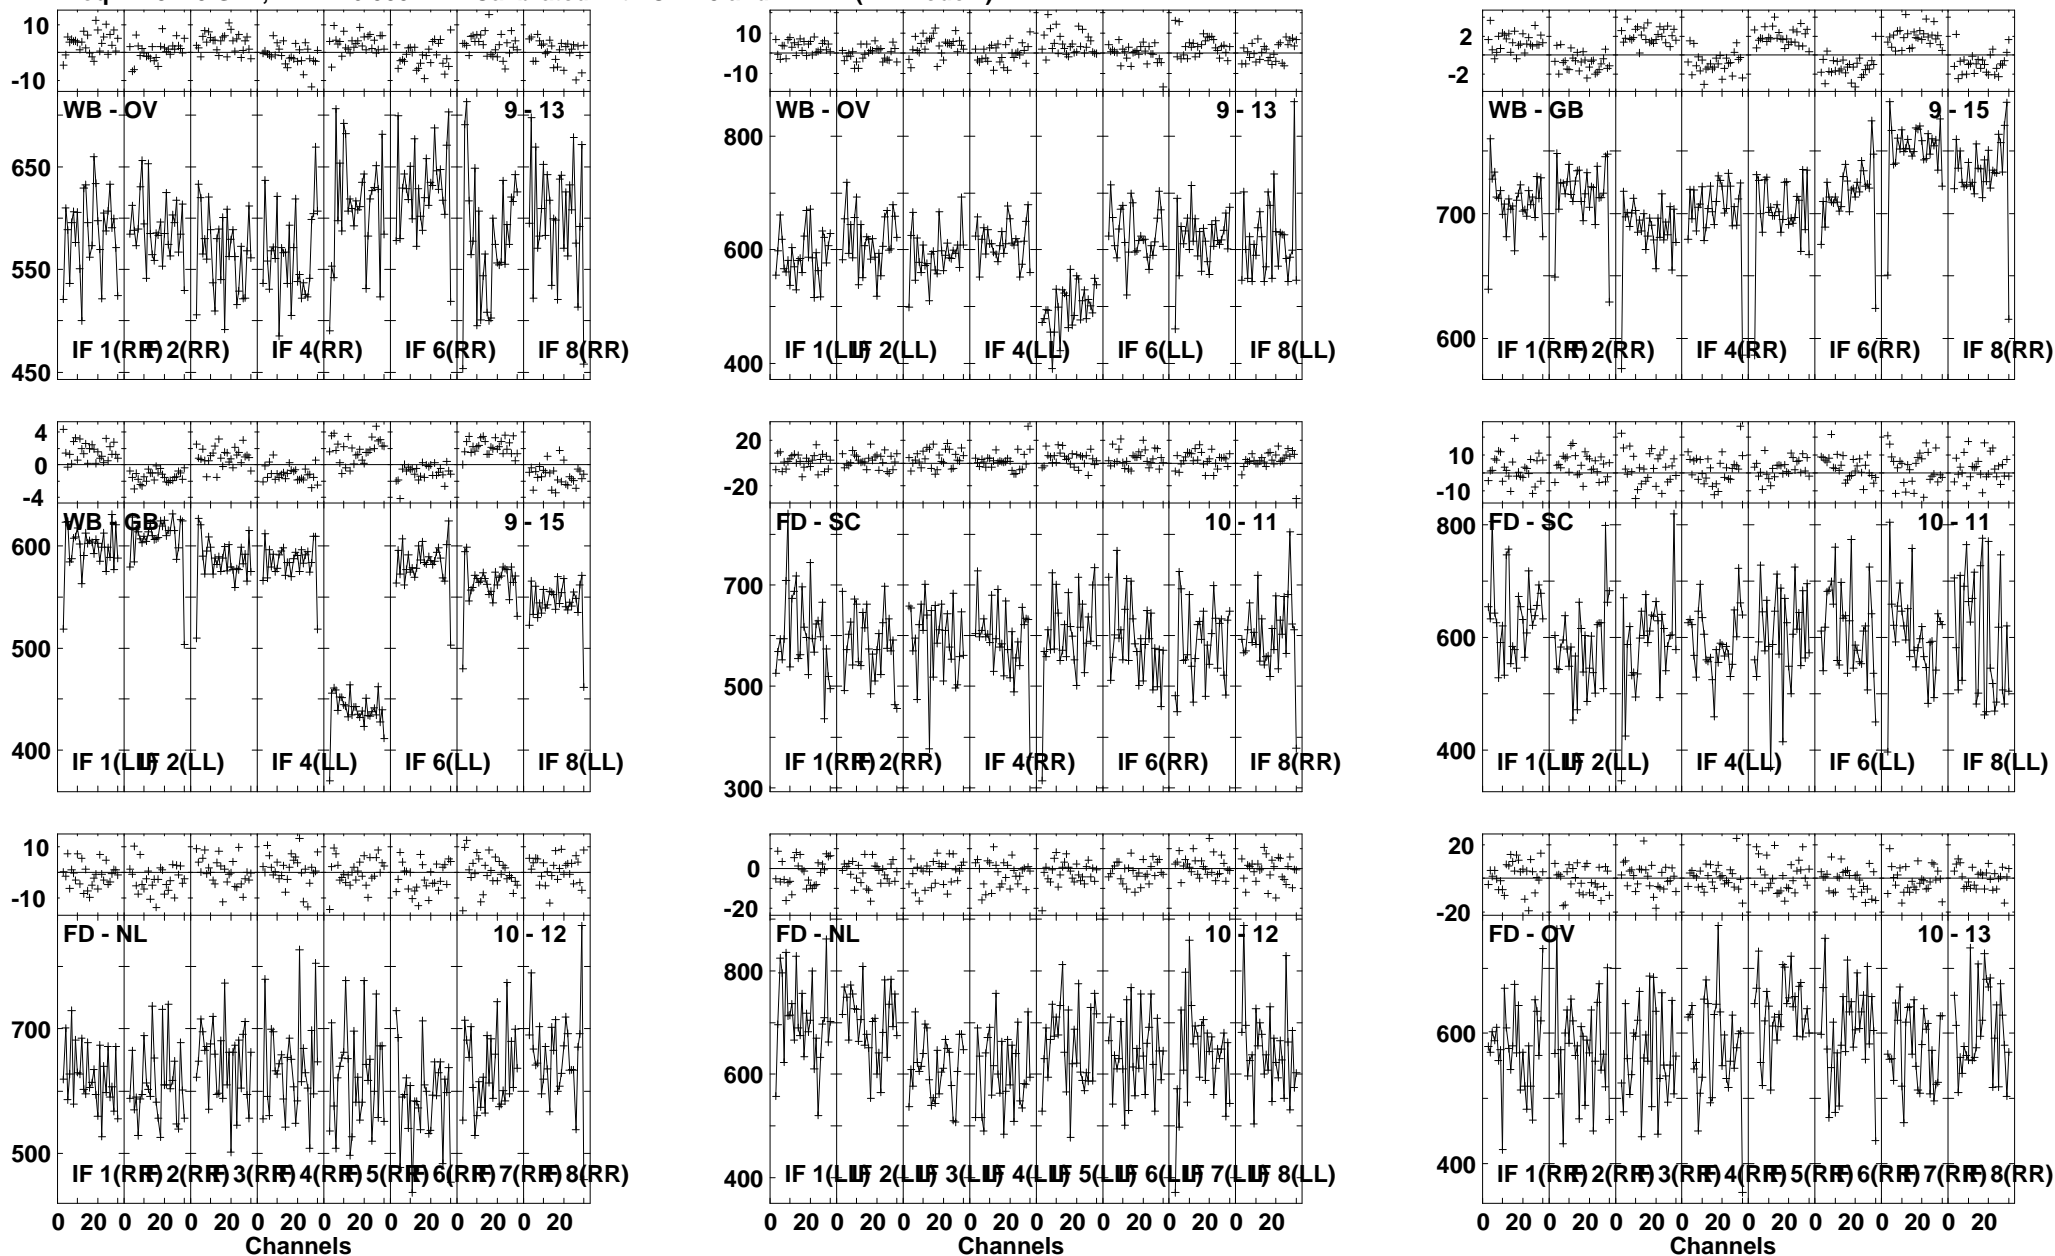 10
-10
WB - OV 9 - 13
650
550
450
IF 1(RR) IF 2(RR) IF 4(RR) IF 6(RR) IF 8(RR)
10
-10
WB - OV 9 - 13
800
600
400
IF 1(LL) IF 2(LL) IF 4(LL) IF 6(LL) IF 8(LL)
2
-2
WB - GB 9 - 15
700
600
IF 1(RR) IF 2(RR) IF 4(RR) IF 6(RR) IF 8(RR)
4
0
-4
WB - GB 9 - 15
600
500
400
IF 1(LL) IF 2(LL) IF 4(LL) IF 6(LL) IF 8(LL)
20
-20
FD - SC 10 - 11
700
500
300
IF 1(RR) IF 2(RR) IF 4(RR) IF 6(RR) IF 8(RR)
10
-10
FD - SC 10 - 11
800
600
400
IF 1(LL) IF 2(LL) IF 4(LL) IF 6(LL) IF 8(LL)
10
-10
FD - NL 10 - 12
700
500
IF 1(RR) IF 2(RR) IF 3(RR) IF 4(RR) IF 5(RR) IF 6(RR) IF 7(RR) IF 8(RR)
0 20 0 20 0 20 0 20 0 20 0 20 0 20 0 20
Channels
0
-20
FD - NL 10 - 12
800
600
400
IF 1(LL) IF 2(LL) IF 3(LL) IF 4(LL) IF 5(LL) IF 6(LL) IF 7(LL) IF 8(LL)
0 20 0 20 0 20 0 20 0 20 0 20 0 20 0 20
Channels
20
0
-20
FD - OV 10 - 13
600
400
IF 1(RR) IF 2(RR) IF 3(RR) IF 4(RR) IF 5(RR) IF 6(RR) IF 7(RR) IF 8(RR)
0 20 0 20 0 20 0 20 0 20 0 20 0 20 0 20
Channels